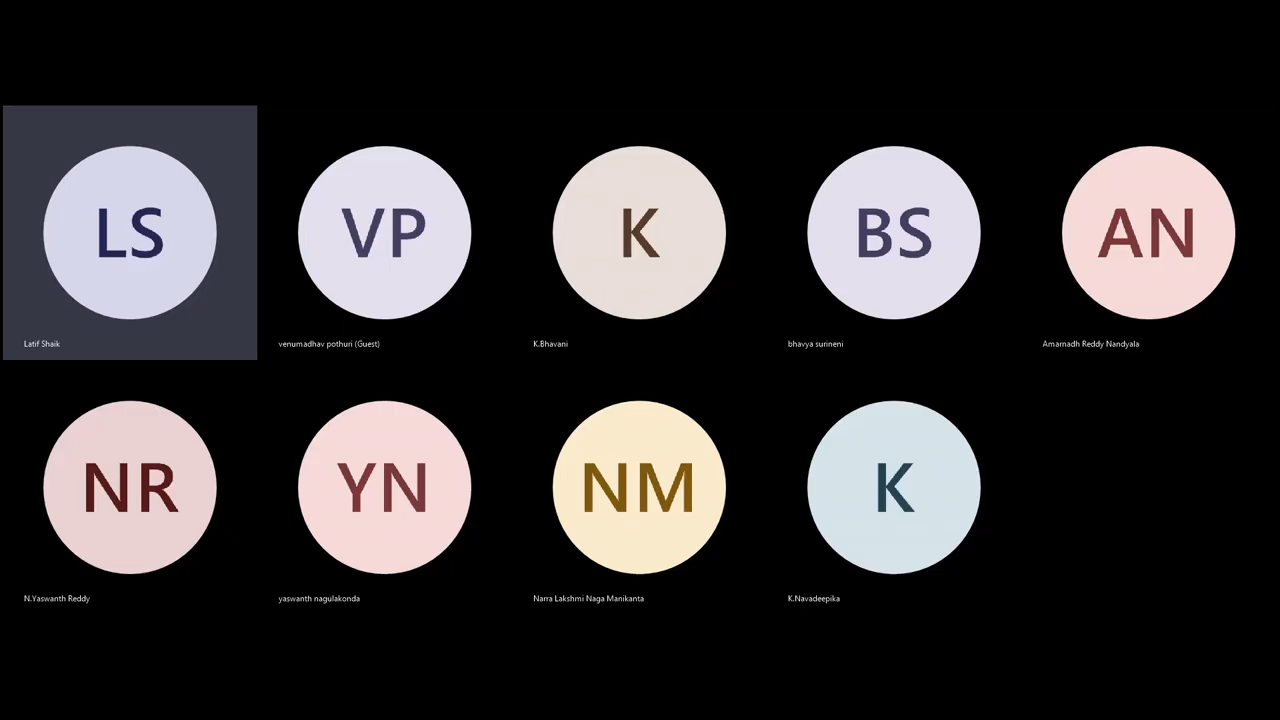 LS
VP
K
BS
AN
Latif Shaik
venumadhav pothuri (Guest)
K.Bhavani
bhavya surineni
Amarnadh Reddy Nandyala
NR
YN
NM
K
N.Yaswanth Reddy
yaswanth nagulakonda
Narra Lakshmi Naga Manikanta
K.Navadeepika